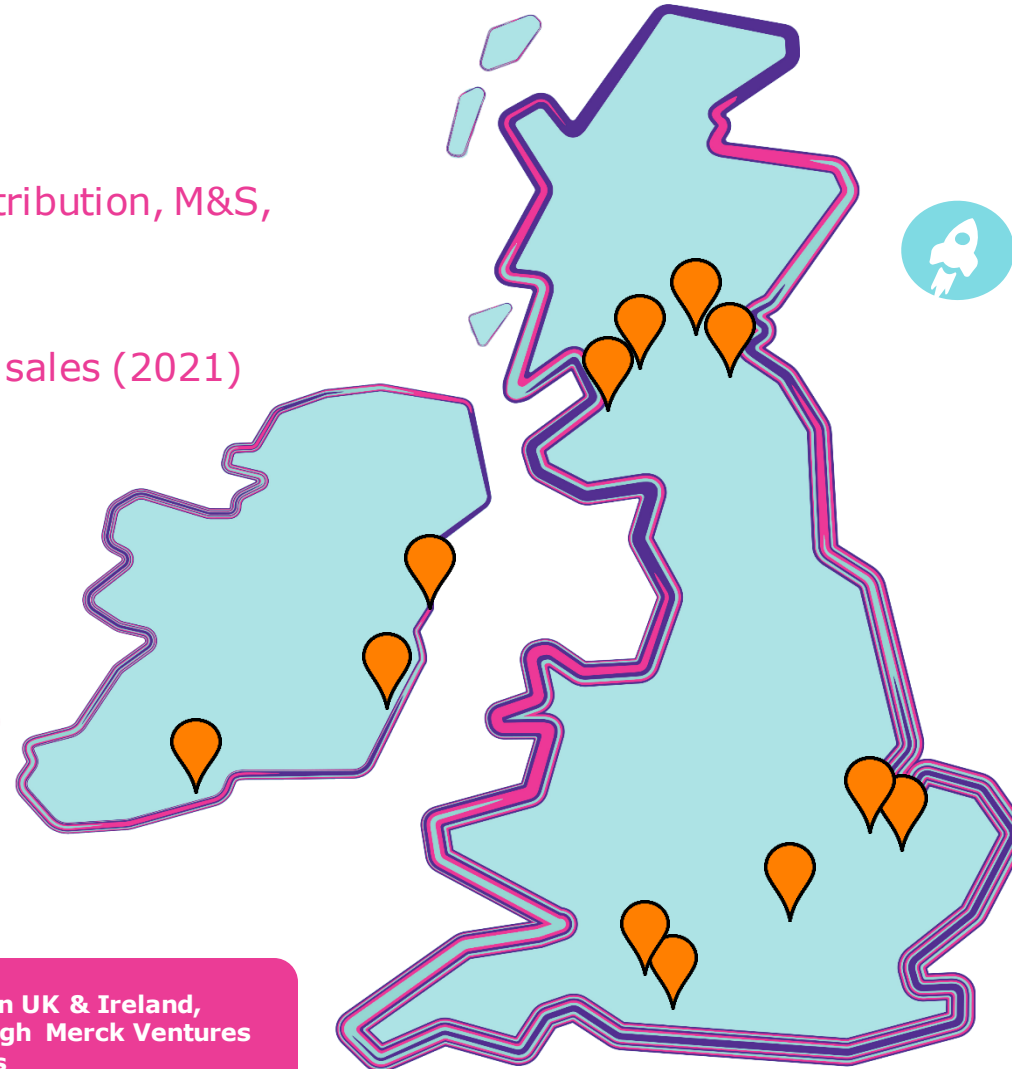 tribution, M&S,
sales (2021)
n UK & Ireland,
gh Merck Ventures
s